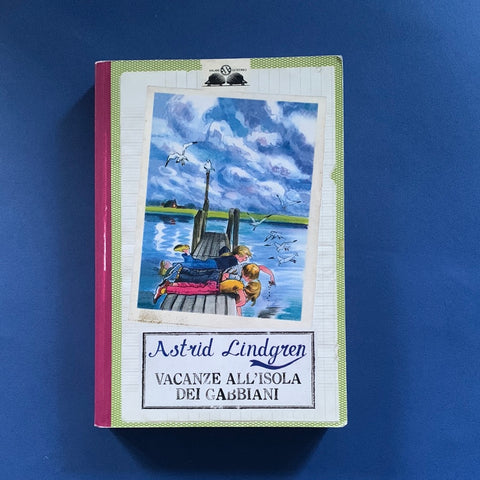 Astrid Lindgren
VACANZE ALL'ISOLA
DEI GABBIANI